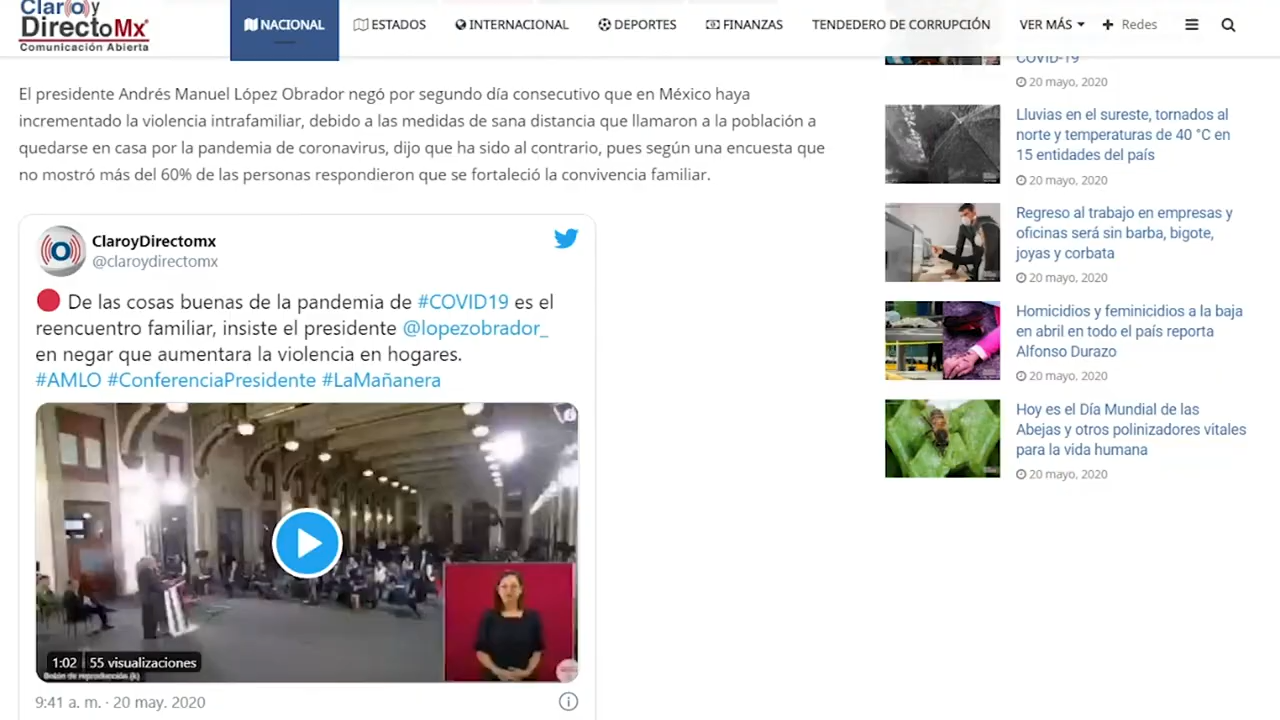 Claro y
DirectoMx
Comunicación Abierta
NACIONAL
ESTADOS
INTERNACIONAL
DEPORTES
FINANZAS
TENDEDERO DE CORRUPCIÓN
VER MÁS
Redes
El presidente Andrés Manuel López Obrador negó por segundo día consecutivo que en México haya
incrementado la violencia intrafamiliar, debido a las medidas de sana distancia que llamaron a la población a
quedarse en casa por la pandemia de coronavirus, dijo que ha sido al contrario, pues según una encuesta que
no mostró más del 60% de las personas respondieron que se fortaleció la convivencia familiar.
ClaroyDirectomx
@claroydirectomx
De las cosas buenas de la pandemia de #COVID19 es el
reencuentro familiar, insiste el presidente @lopezobrador_
en negar que aumentara la violencia en hogares.
#AMLO #ConferenciaPresidente #LaMañanera
1:02 55 visualizaciones
Botón de reproducción (k)
9:41 a. m. · 20 may. 2020
COVID-19
20 mayo, 2020
Lluvias en el sureste, tornados al
norte y temperaturas de 40 °C en
15 entidades del país
20 mayo, 2020
Regreso al trabajo en empresas y
oficinas será sin barba, bigote,
joyas y corbata
20 mayo, 2020
Homicidios y feminicidios a la baja
en abril en todo el país reporta
Alfonso Durazo
20 mayo, 2020
Hoy es el Día Mundial de las
Abejas y otros polinizadores vitales
para la vida humana
20 mayo, 2020